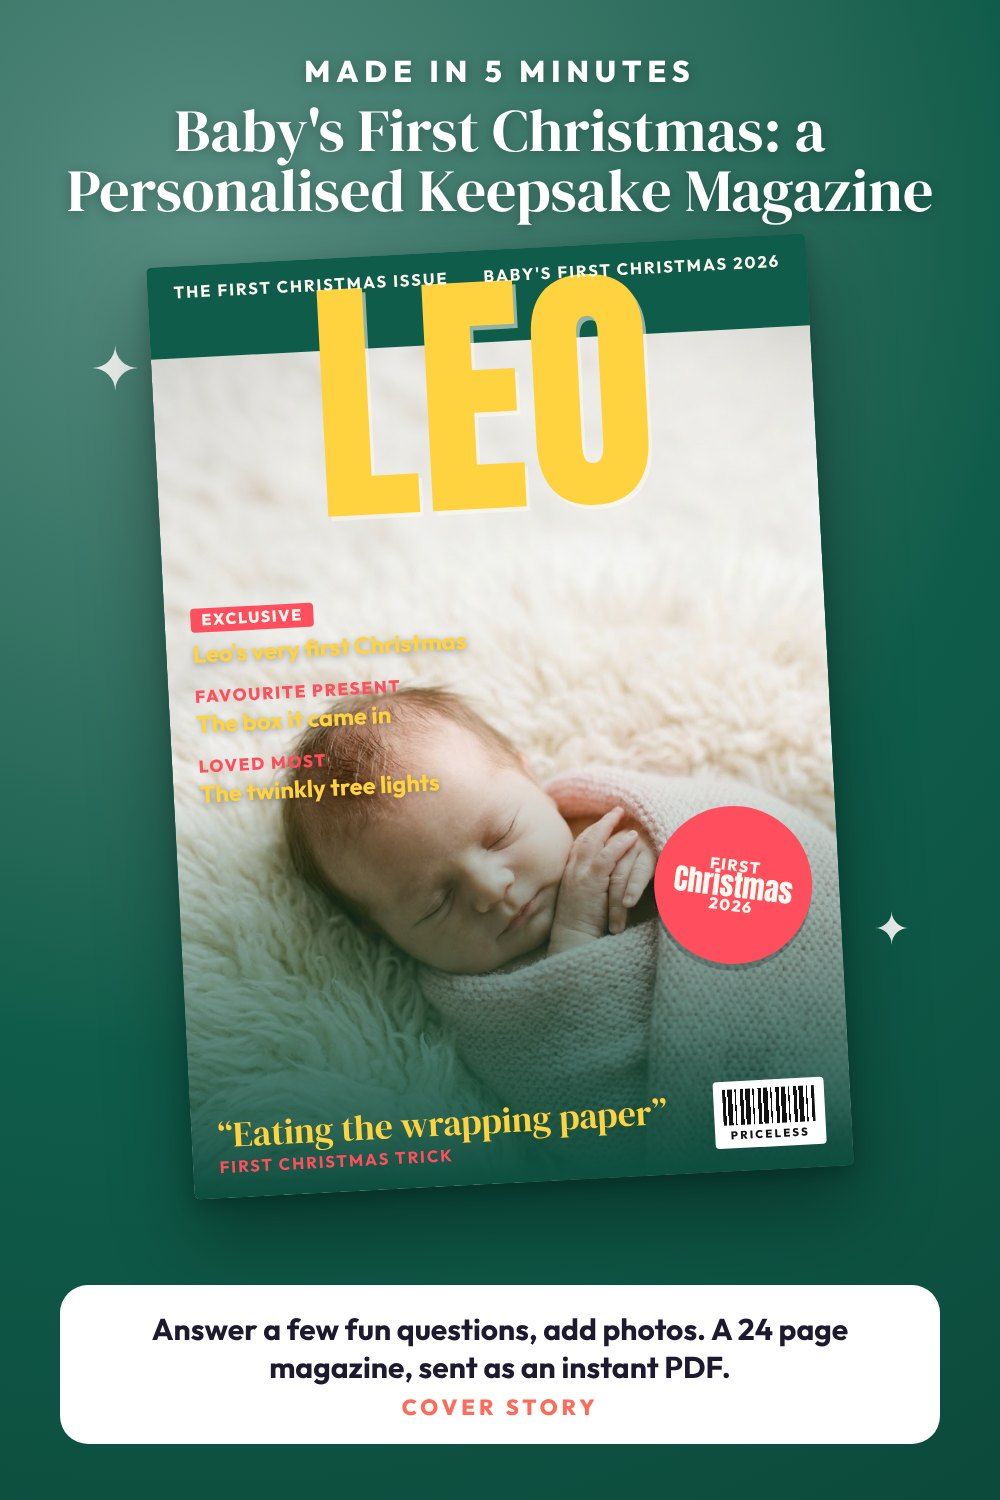 MADE IN 5 MINUTES
Baby's First Christmas: a
Personalised Keepsake Magazine
THE FIRST CHRISTMAS ISSUE
BABY'S FIRST CHRISTMAS 2026
LEO
EXCLUSIVE
Leo's very first Christmas
FAVOURITE PRESENT
The box it came in
LOVED MOST
The twinkly tree lights
FIRST
Christmas
2026
“Eating the wrapping paper”
FIRST CHRISTMAS TRICK
PRICELESS
Answer a few fun questions, add photos. A 24 page
magazine, sent as an instant PDF.
COVER STORY